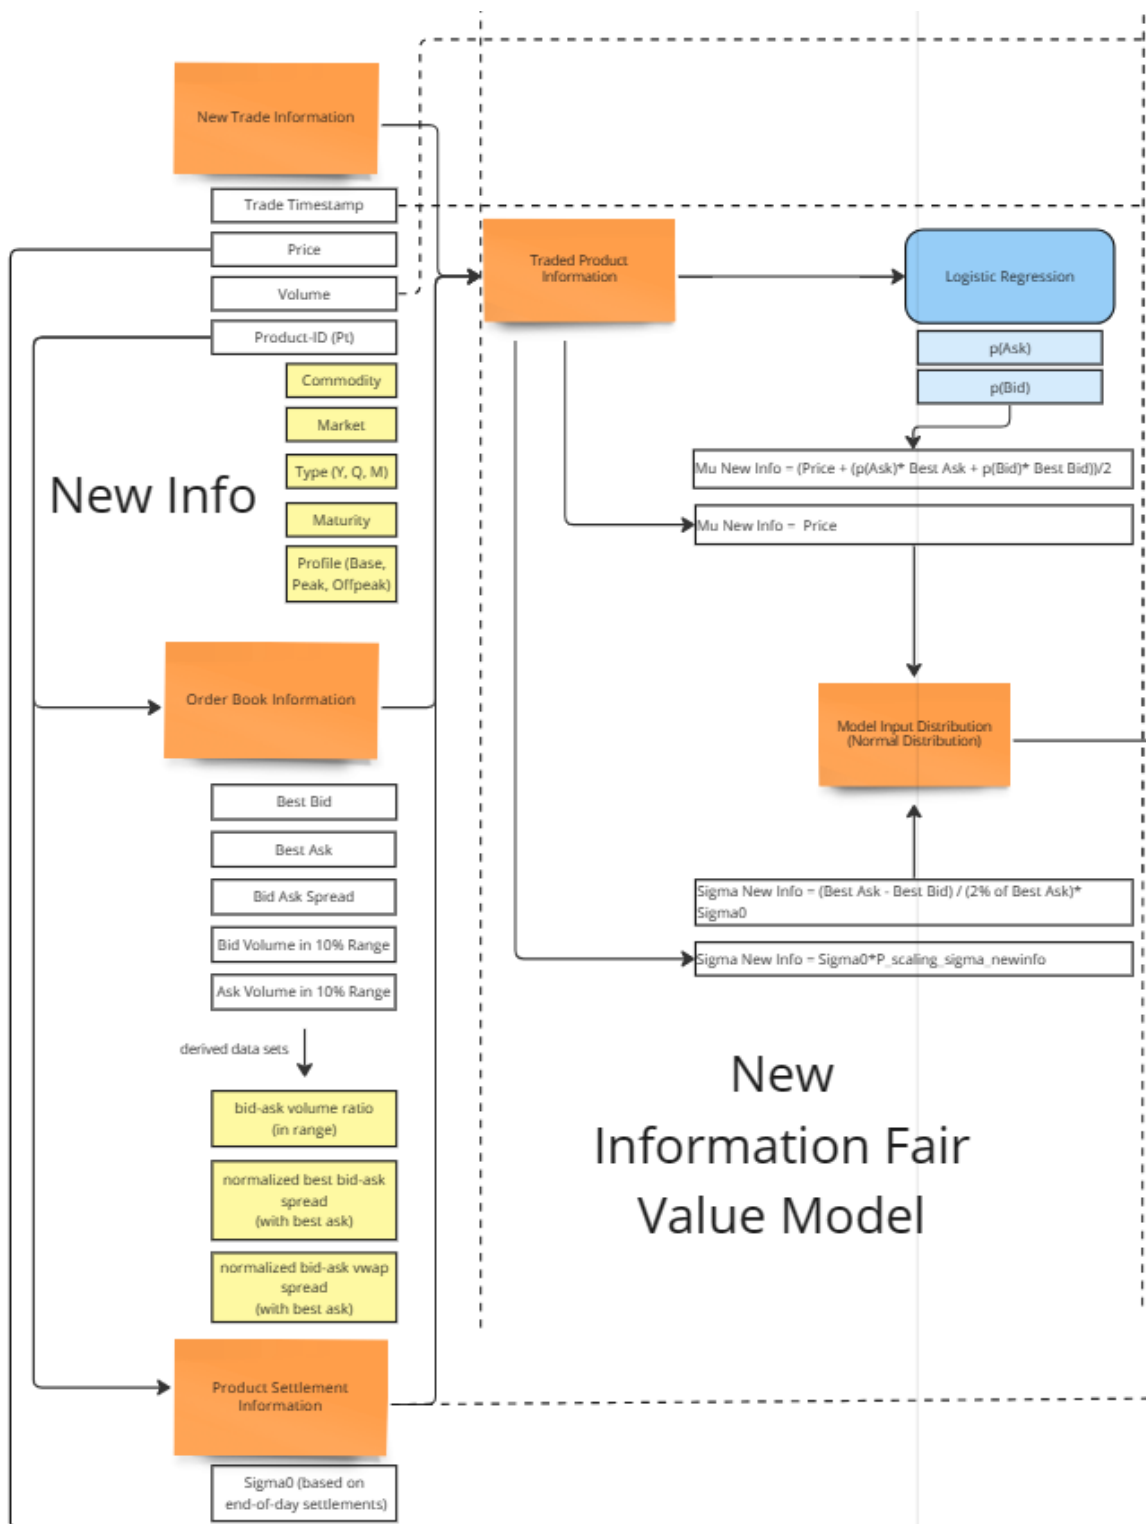 New Trade Information
Trade Timestamp
Price
Volume
Product-ID (Pt)
Commodity
Market
Type (Y, Q, M)
Maturity
Profile (Base,
Peak, Offpeak)
New Info
Order Book Information
Best Bid
Best Ask
Bid Ask Spread
Bid Volume in 10% Range
Ask Volume in 10% Range
derived data sets
bid-ask volume ratio
(in range)
normalized best bid-ask
spread
(with best ask)
normalized bid-ask vwap
spread
(with best ask)
Product Settlement
Information
Sigma0 (based on
end-of-day settlements)
Traded Product
Information
Logistic Regression
p(Ask)
p(Bid)
Mu New Info = (Price + (p(Ask)* Best Ask + p(Bid)* Best Bid))/2
Mu New Info = Price
Model Input Distribution
(Normal Distribution)
Sigma New Info = (Best Ask - Best Bid) / (2% of Best Ask)*
Sigma0
Sigma New Info = Sigma0*P_scaling_sigma_newinfo
New
Information Fair
Value Model